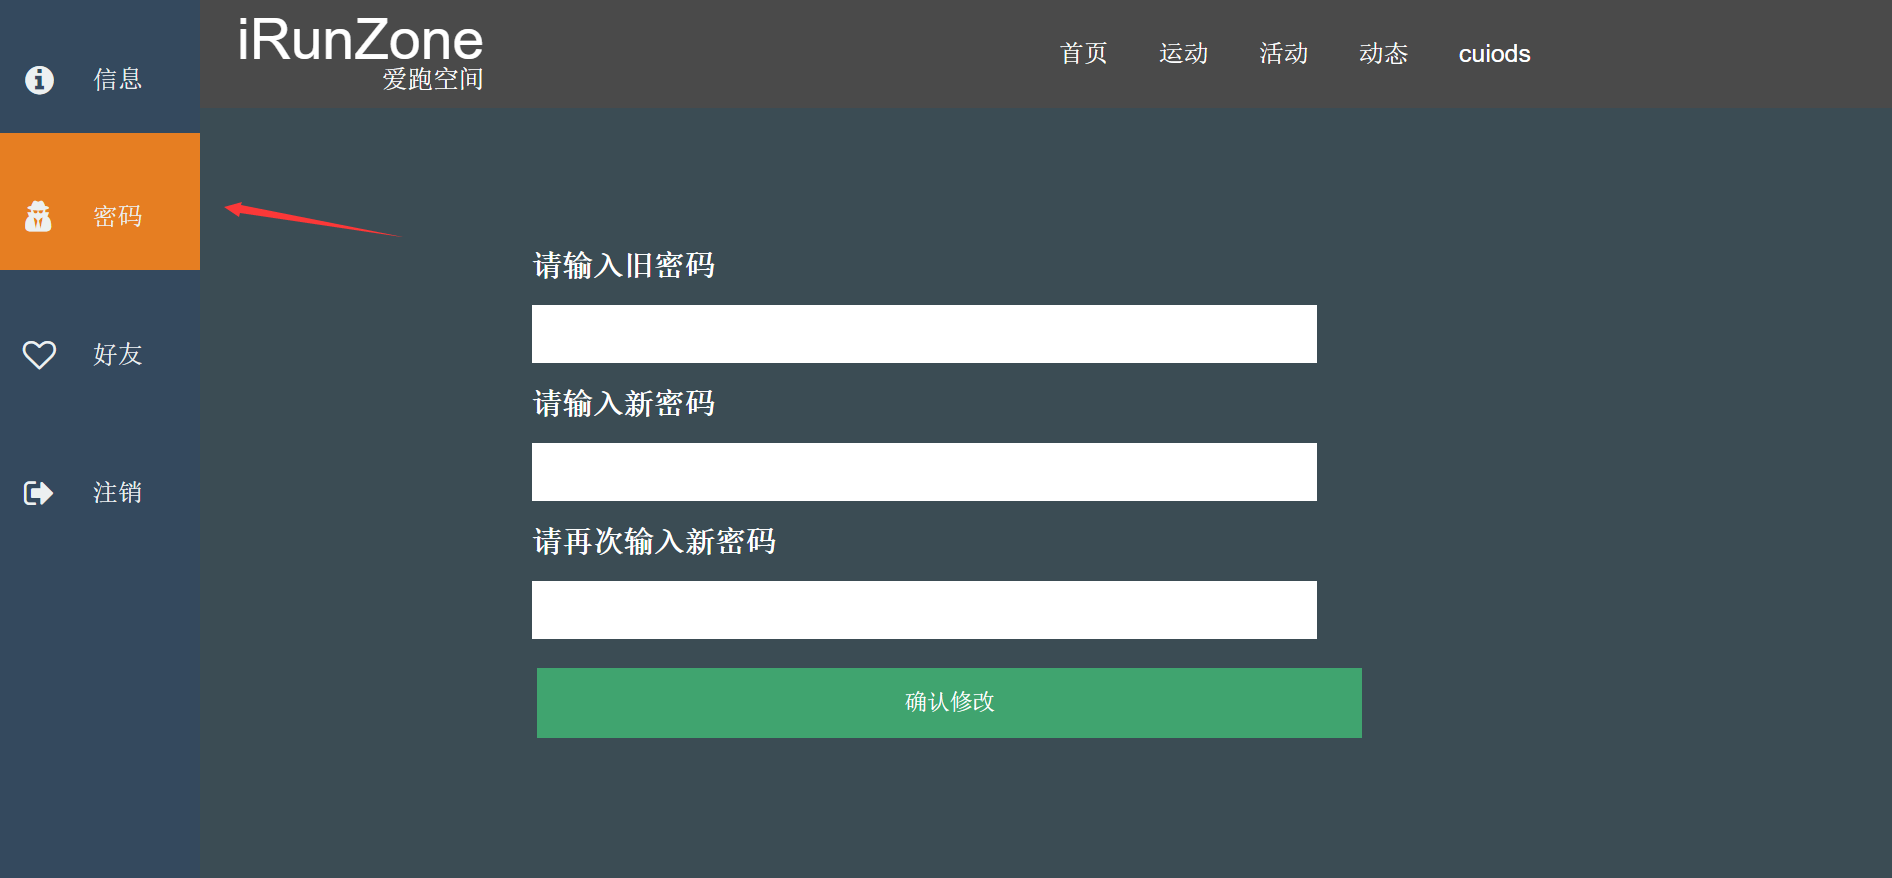 iRunZone
爱跑空间
首页 运动 活动 动态 cuiods
信息
密码
好友
注销
请输入旧密码
请输入新密码
请再次输入新密码
确认修改